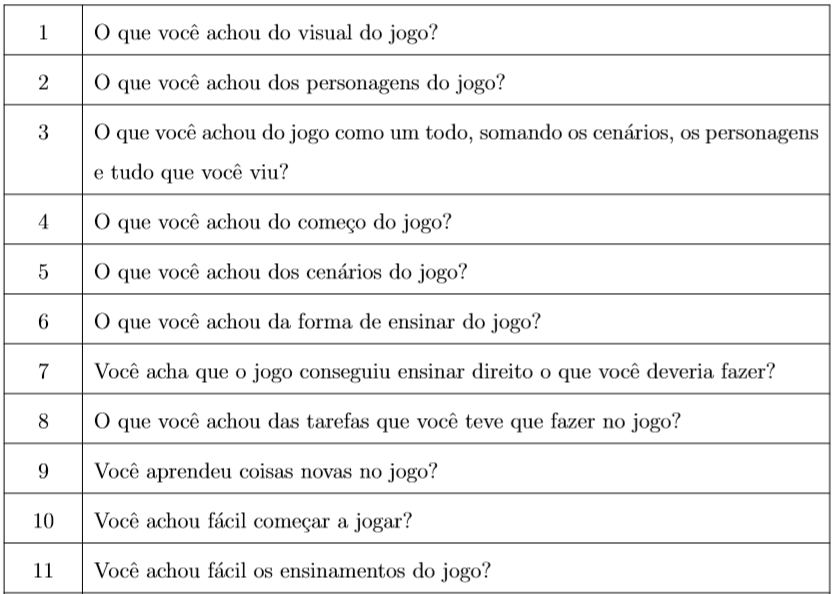 1 O que você achou do visual do jogo?
2 O que você achou dos personagens do jogo?
3 O que você achou do jogo como um todo, somando os cenários, os personagens
e tudo que você viu?
4 O que você achou do começo do jogo?
5 O que você achou dos cenários do jogo?
6 O que você achou da forma de ensinar do jogo?
7 Você acha que o jogo conseguiu ensinar direito o que você deveria fazer?
8 O que você achou das tarefas que você teve que fazer no jogo?
9 Você aprendeu coisas novas no jogo?
10 Você achou fácil começar a jogar?
11 Você achou fácil os ensinamentos do jogo?